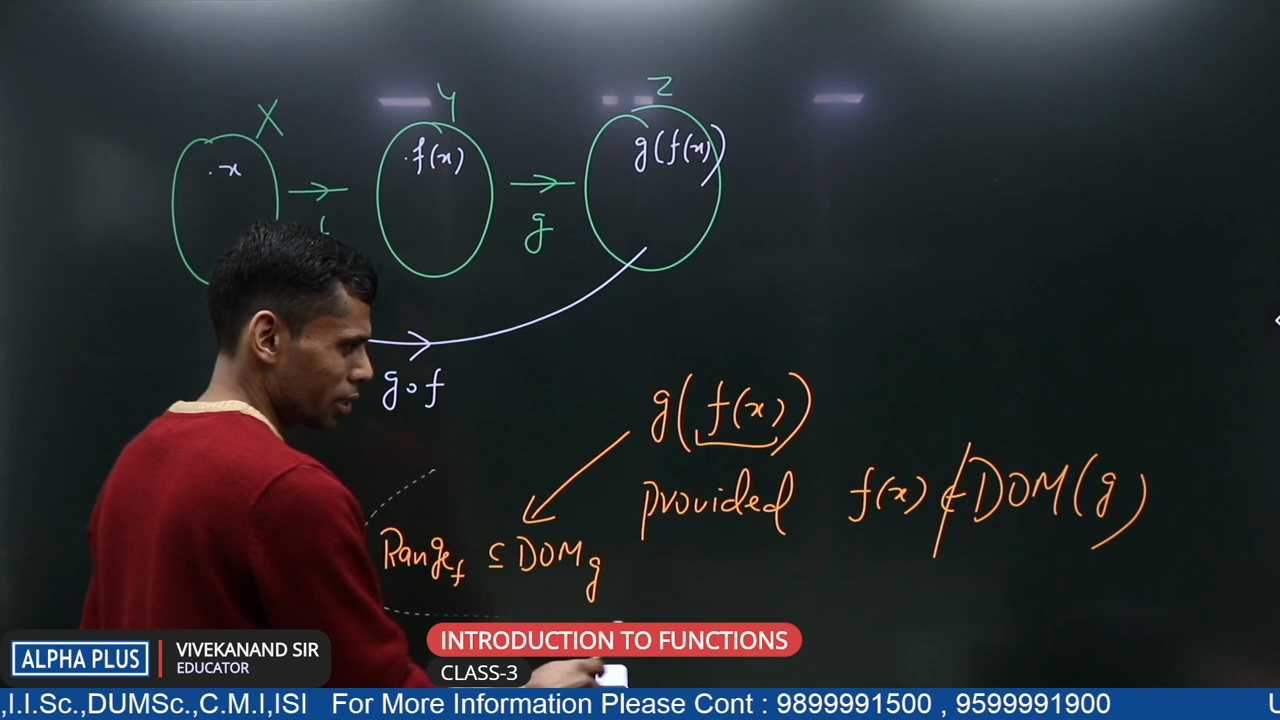 X
Y
Z
.x
.f(x)
g(f(x))
g
gof
g(f(x))
provided f(x) ∉ DOM(g)
Range_f ⊆ DOM_g
INTRODUCTION TO FUNCTIONS
CLASS-3
ALPHA PLUS
VIVEKANAND SIR
EDUCATOR
,I.I.Sc.,DUMSc.,C.M.I,ISI For More Information Please Cont : 9899991500 , 9599991900